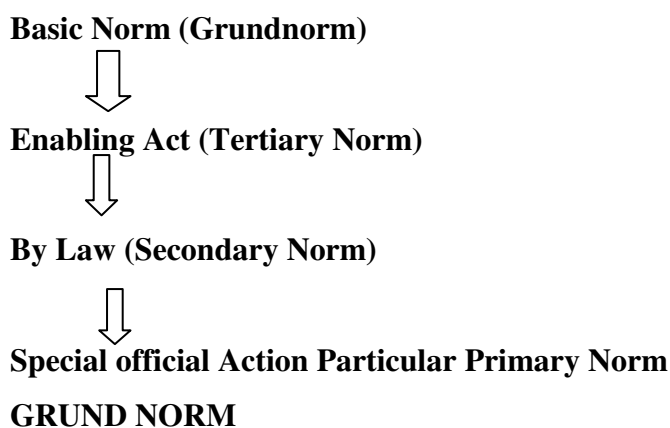 Basic Norm (Grundnorm)
Enabling Act (Tertiary Norm)
By Law (Secondary Norm)
Special official Action Particular Primary Norm
GRUND NORM